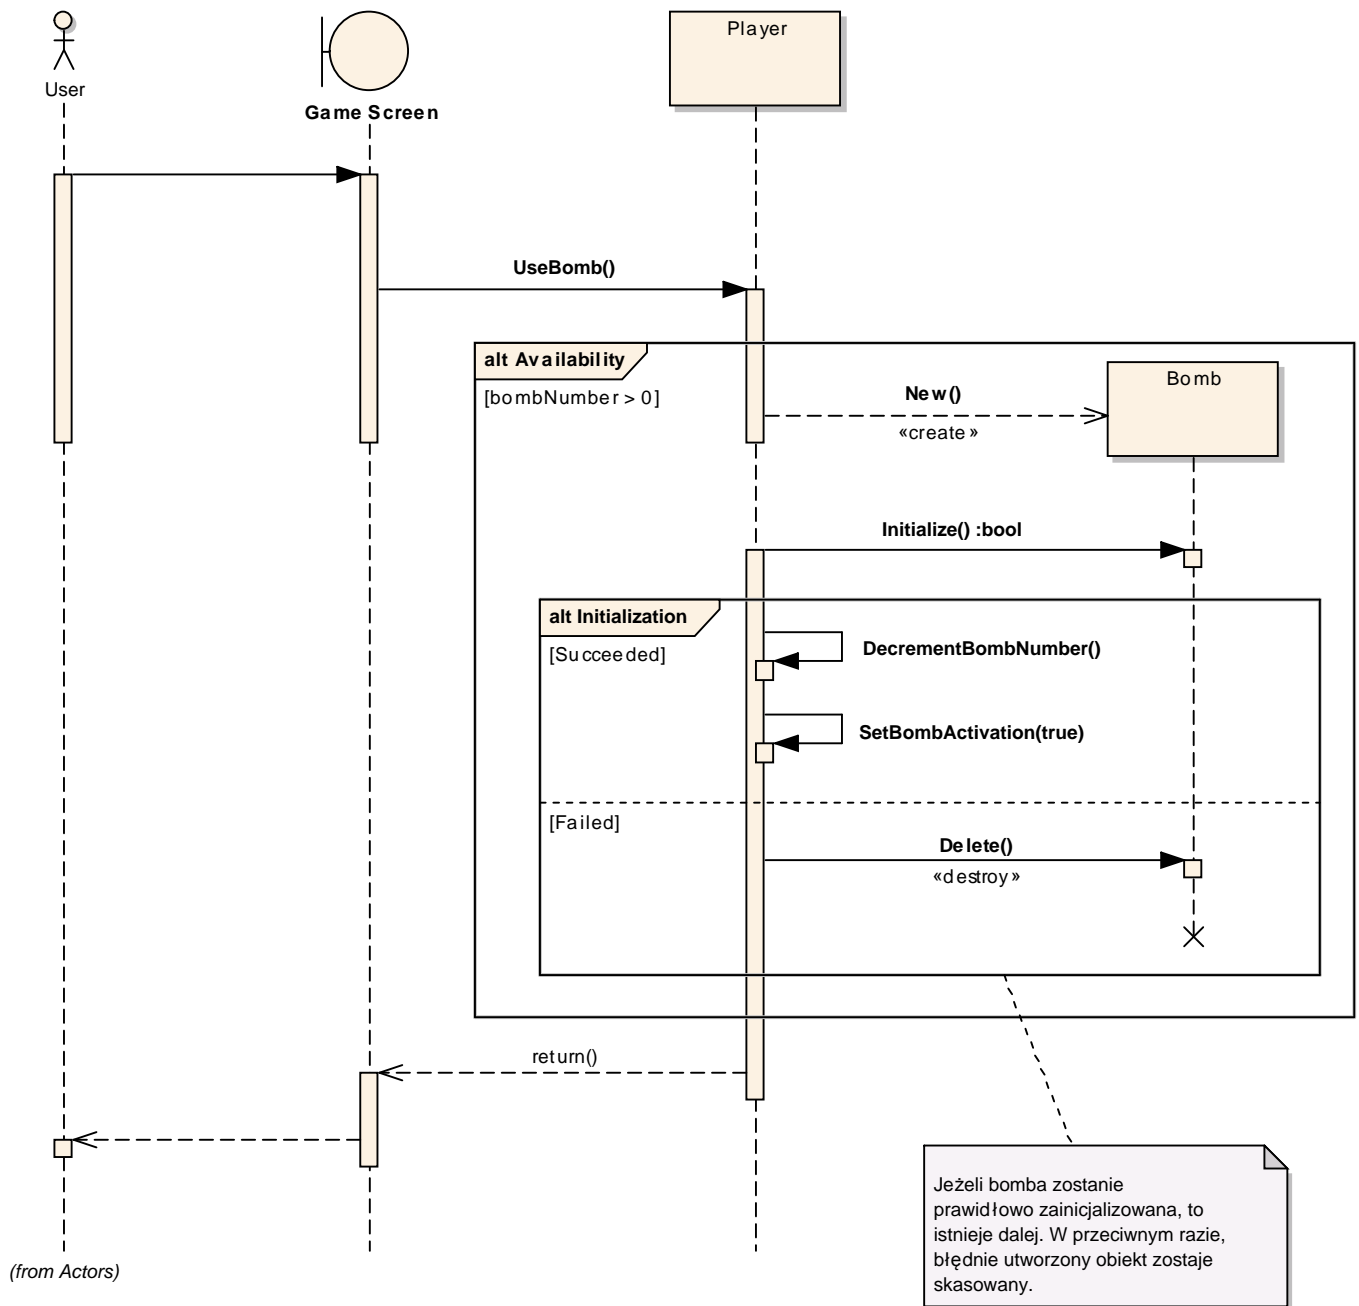 User
Game Screen
Player
UseBomb()
alt Availability
[bombNumber > 0]
New()
«create»
Bomb
Initialize() :bool
alt Initialization
[Succeeded]
DecrementBombNumber()
SetBombActivation(true)
[Failed]
Delete()
«destroy»
return()
Jeżeli bomba zostanie
prawidłowo zainicjalizowana, to
istnieje dalej. W przeciwnym razie,
błędnie utworzony obiekt zostaje
skasowany.
(from Actors)